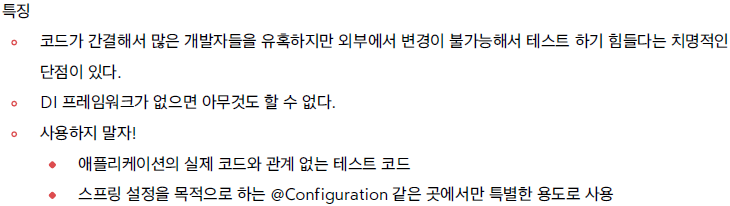 특징
코드가 간결해서 많은 개발자들을 유혹하지만 외부에서 변경이 불가능해서 테스트 하기 힘들다는 치명적인
단점이 있다.
DI 프레임워크가 없으면 아무것도 할 수 없다.
사용하지 말자!
애플리케이션의 실제 코드와 관계 없는 테스트 코드
스프링 설정을 목적으로 하는 @Configuration 같은 곳에서만 특별한 용도로 사용